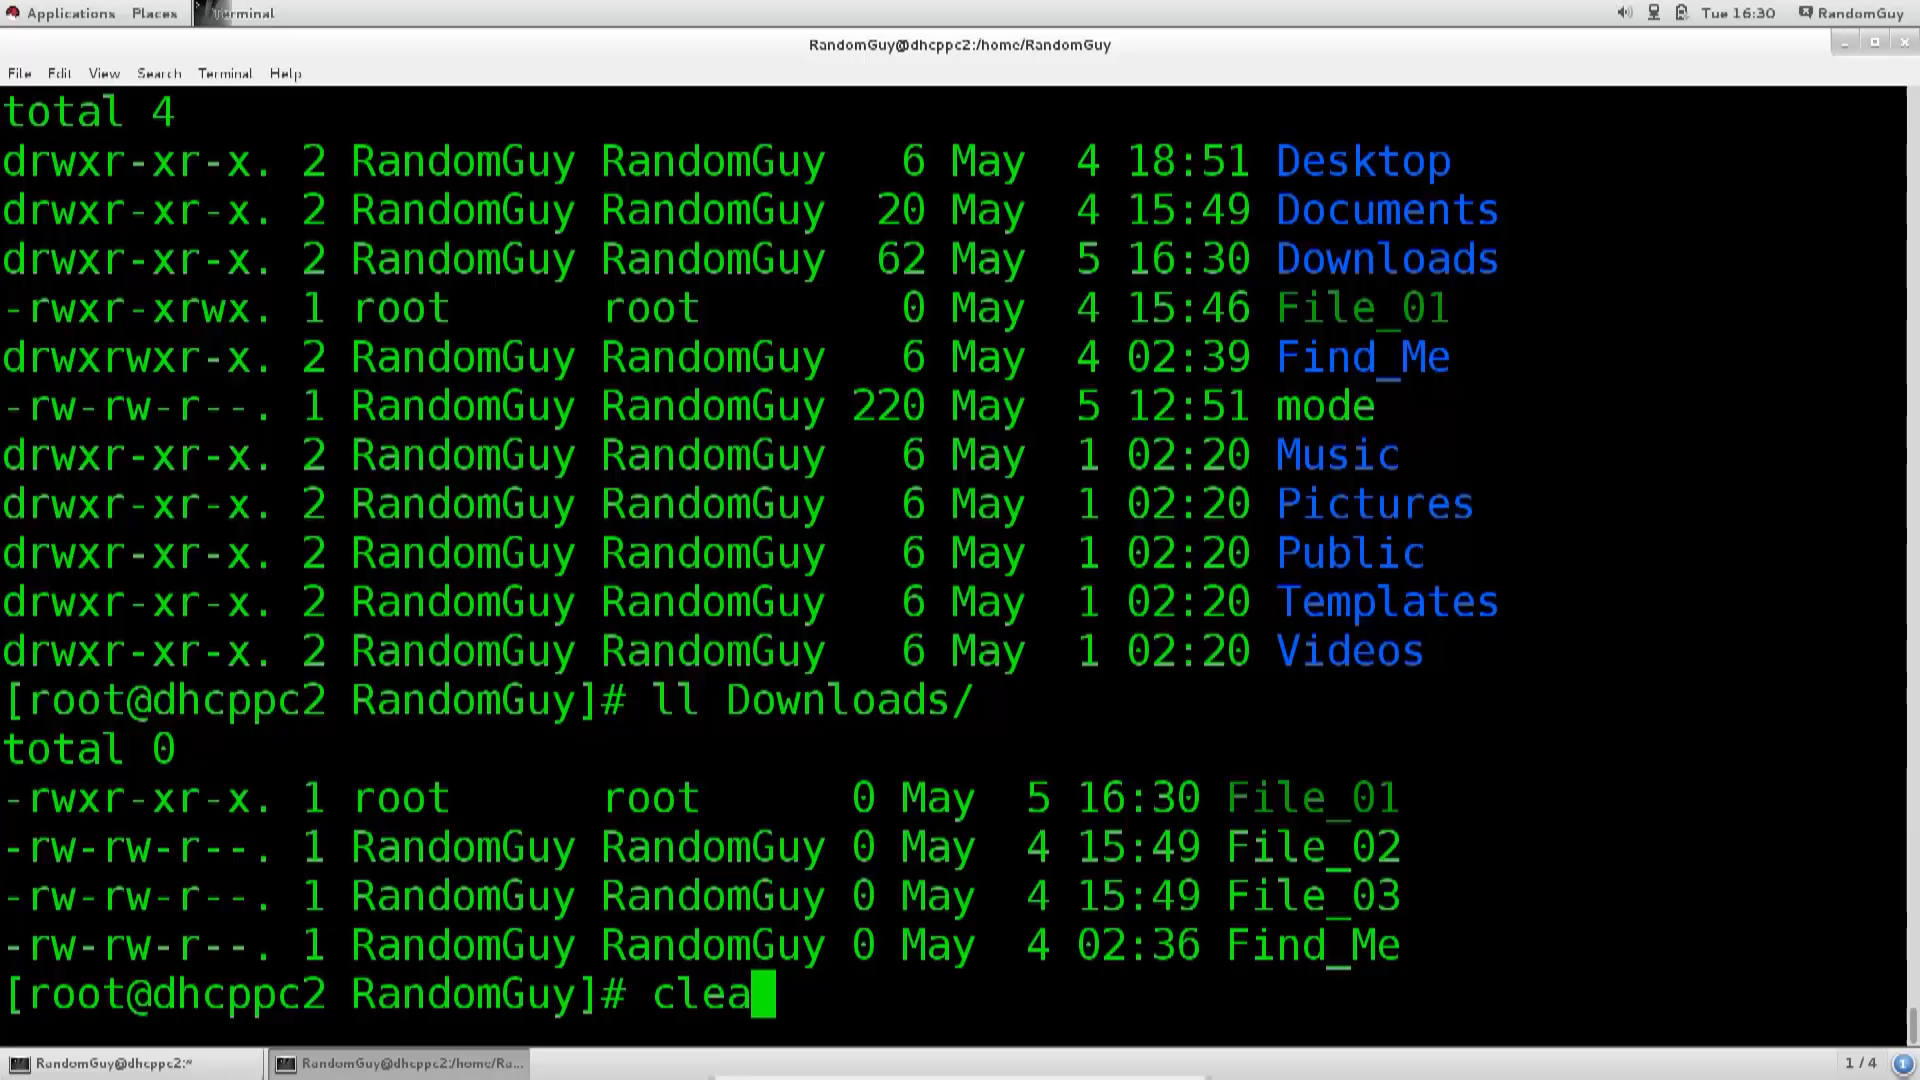 Applications Places Terminal Tue 16:30 RandomGuy
RandomGuy@dhcppc2:/home/RandomGuy
File Edit View Search Terminal Help
total 4
drwxr-xr-x. 2 RandomGuy RandomGuy   6 May  4 18:51 Desktop
drwxr-xr-x. 2 RandomGuy RandomGuy  20 May  4 15:49 Documents
drwxr-xr-x. 2 RandomGuy RandomGuy  62 May  5 16:30 Downloads
-rwxr-xrwx. 1 root      root        0 May  4 15:46 File_01
drwxrwxr-x. 2 RandomGuy RandomGuy   6 May  4 02:39 Find_Me
-rw-rw-r--. 1 RandomGuy RandomGuy 220 May  5 12:51 mode
drwxr-xr-x. 2 RandomGuy RandomGuy   6 May  1 02:20 Music
drwxr-xr-x. 2 RandomGuy RandomGuy   6 May  1 02:20 Pictures
drwxr-xr-x. 2 RandomGuy RandomGuy   6 May  1 02:20 Public
drwxr-xr-x. 2 RandomGuy RandomGuy   6 May  1 02:20 Templates
drwxr-xr-x. 2 RandomGuy RandomGuy   6 May  1 02:20 Videos
[root@dhcppc2 RandomGuy]# ll Downloads/
total 0
-rwxr-xr-x. 1 root      root      0 May  5 16:30 File_01
-rw-rw-r--. 1 RandomGuy RandomGuy 0 May  4 15:49 File_02
-rw-rw-r--. 1 RandomGuy RandomGuy 0 May  4 15:49 File_03
-rw-rw-r--. 1 RandomGuy RandomGuy 0 May  4 02:36 Find_Me
[root@dhcppc2 RandomGuy]# clea
RandomGuy@dhcppc2:~ RandomGuy@dhcppc2:/home/Ra... 1 / 4 1